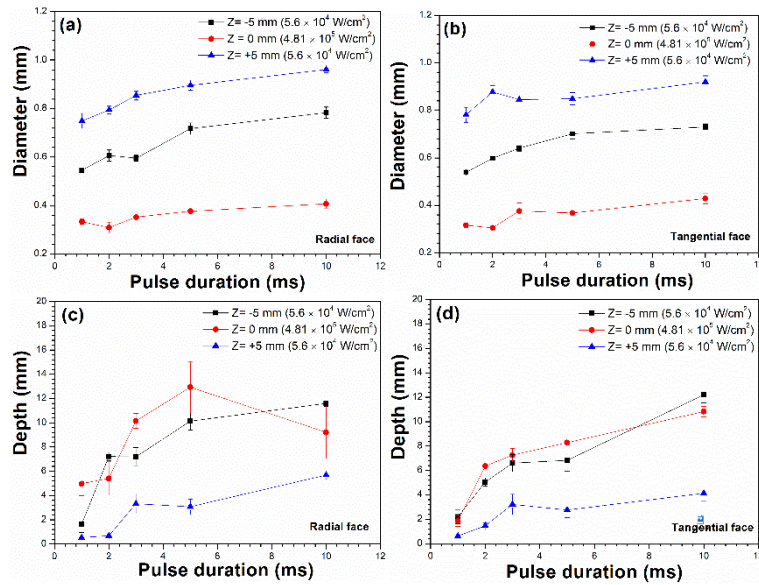 (a)
Z= -5 mm (5.6 × 10⁴ W/cm²)
Z = 0 mm (4.81 × 10⁵ W/cm²)
Z = +5 mm (5.6 × 10⁴ W/cm²)
1.2
1.0
0.8
0.6
0.4
0.2
Diameter (mm)
Radial face
0 2 4 6 8 10 12
Pulse duration (ms)
(b)
Z= -5 mm (5.6 × 10⁴ W/cm²)
Z= 0 mm (4.81 × 10⁵ W/cm²)
Z= +5 mm (5.6 × 10⁴ W/cm²)
1.2
1.0
0.8
0.6
0.4
0.2
Diameter (mm)
Tangential face
0 2 4 6 8 10 12
Pulse duration (ms)
(c)
Z= -5 mm (5.6 × 10⁴ W/cm²)
Z= 0 mm (4.81 × 10⁵ W/cm²)
Z= +5 mm (5.6 × 10⁴ W/cm²)
20
18
16
14
12
10
8
6
4
2
0
Depth (mm)
Radial face
0 2 4 6 8 10 12
Pulse duration (ms)
(d)
Z= -5 mm (5.6 × 10⁴ W/cm²)
Z= 0 mm (4.81 × 10⁵ W/cm²)
Z= +5 mm (5.6 × 10⁴ W/cm²)
20
18
16
14
12
10
8
6
4
2
0
Depth (mm)
Tangential face
0 2 4 6 8 10 12
Pulse duration (ms)